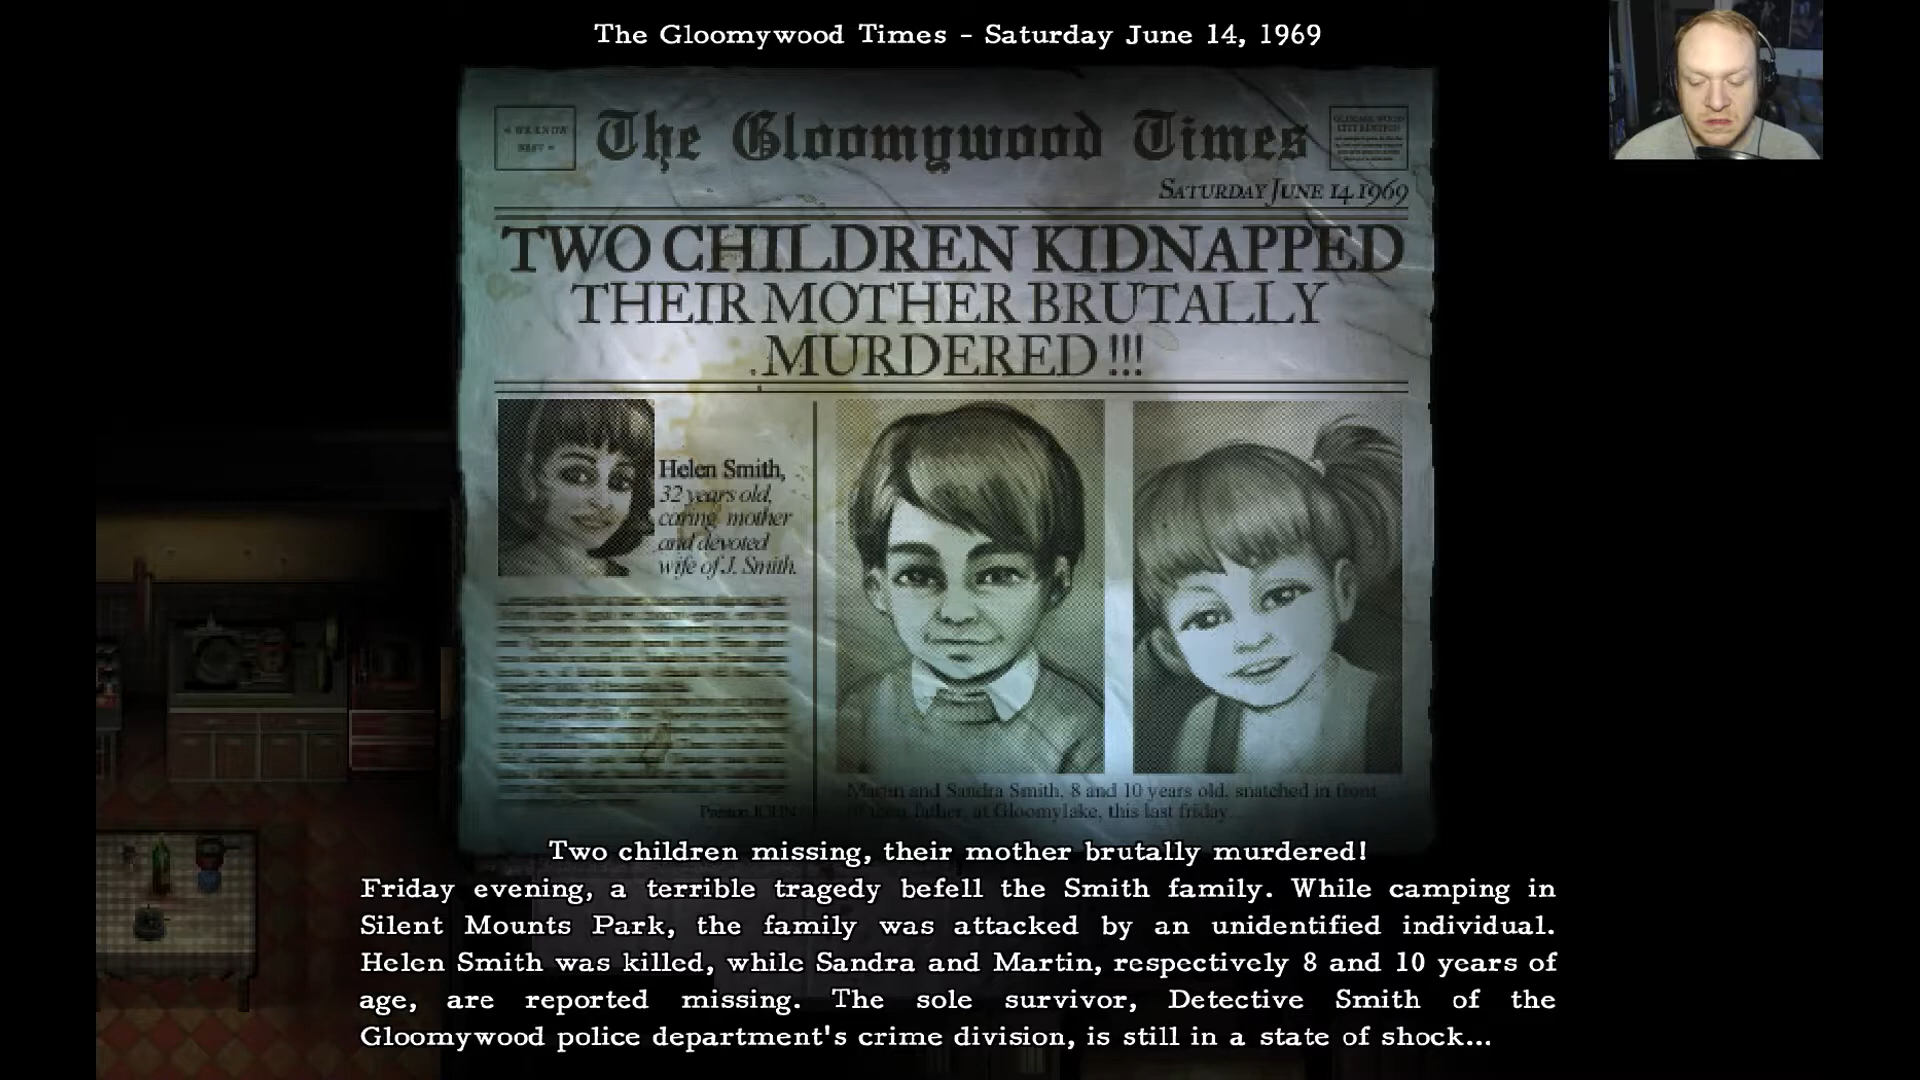 The Gloomywood Times - Saturday June 14, 1969
The Gloomywood Times
SATURDAY JUNE 14, 1969
TWO CHILDREN KIDNAPPED
THEIR MOTHER BRUTALLY
MURDERED !!!
Helen Smith,
32 years old,
caring mother
and devoted
wife of J. Smith.
Martin and Sandra Smith, 8 and 10 years old, snatched in front
of their father, at Gloomylake, this last friday.
Two children missing, their mother brutally murdered!
Friday evening, a terrible tragedy befell the Smith family. While camping in
Silent Mounts Park, the family was attacked by an unidentified individual.
Helen Smith was killed, while Sandra and Martin, respectively 8 and 10 years of
age, are reported missing. The sole survivor, Detective Smith of the
Gloomywood police department's crime division, is still in a state of shock...